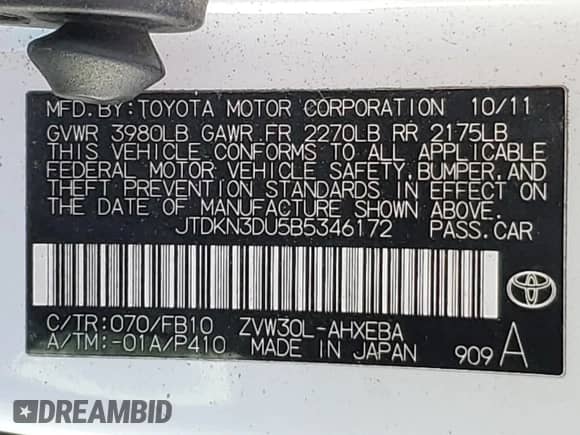 MFD.BY:TOYOTA MOTOR CORPORATION 10/11
GVWR 3980LB GAWR FR 2270LB RR 2175LB
THIS VEHICLE CONFORMS TO ALL APPLICABLE
FEDERAL MOTOR VEHICLE SAFETY,BUMPER,AND
THEFT PREVENTION STANDARDS IN EFFECT ON
THE DATE OF MANUFACTURE SHOWN ABOVE.
JTDKN3DU5B5346172 PASS.CAR
C/TR:070/FB10 ZVW30L-AHXEBA
A/TM:-01A/P410 MADE IN JAPAN 909 A
DREAMBID